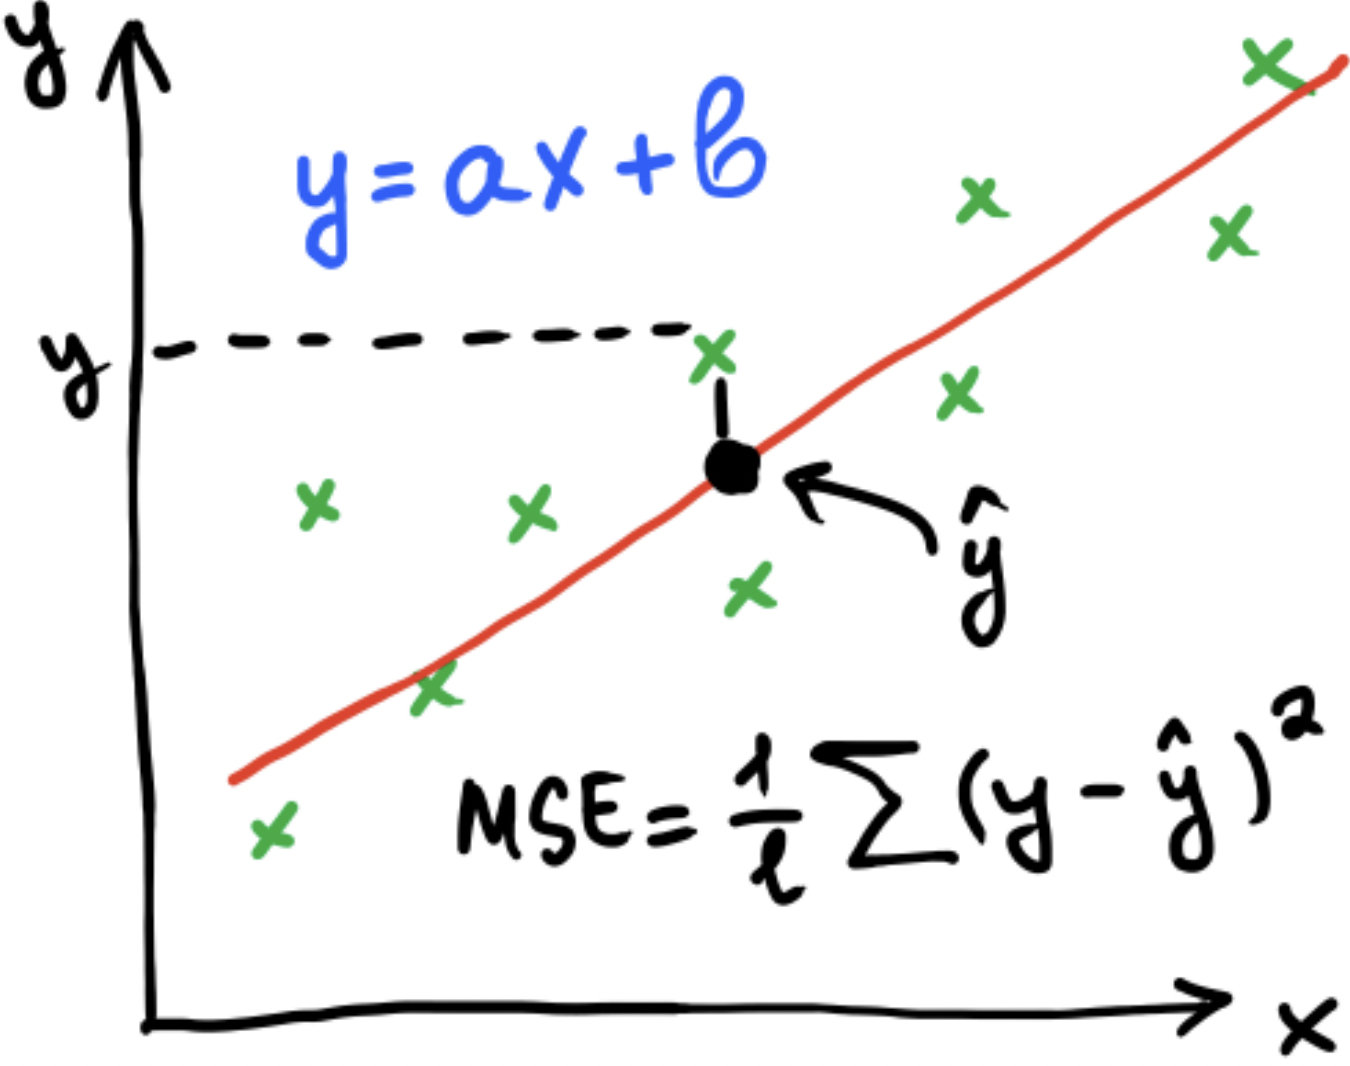 y
y = ax + b
y
ŷ
MSE = 1/ℓ ∑(y - ŷ)²
x